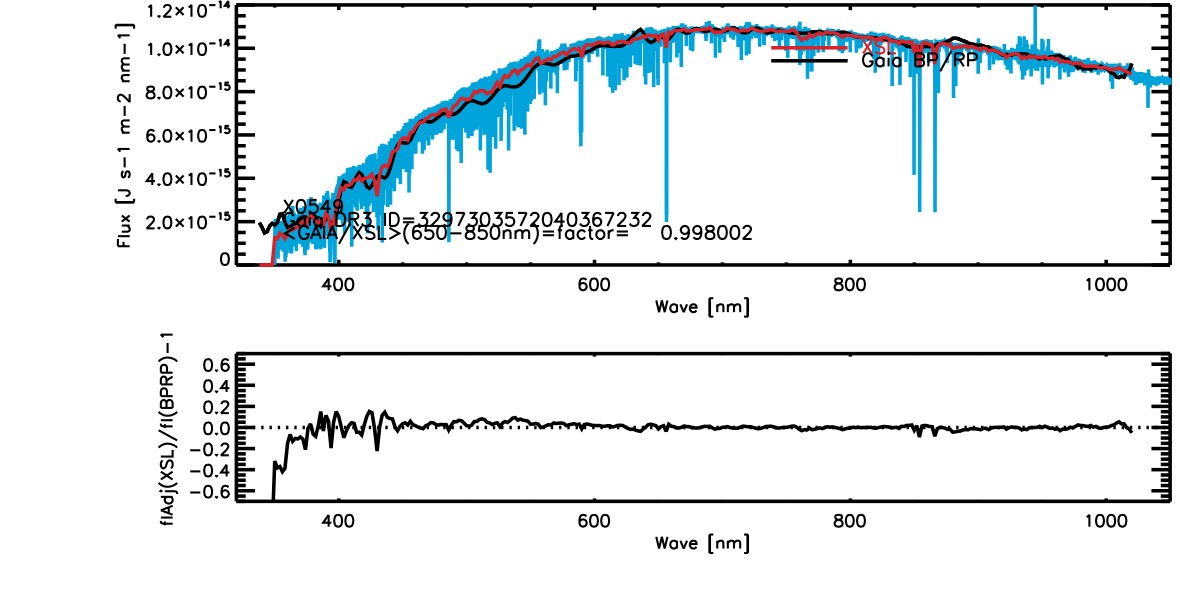 1.2×10−14
1.0×10−14
8.0×10−15
6.0×10−15
4.0×10−15
2.0×10−15
0
Flux [J s−1 m−2 nm−1]
XSL
Gaia BP/RP
X0549
Gaia DR3 ID=3297303572040367232
<GAIA/XSL>(650−850nm)=factor= 0.998002
400 600 800 1000
Wave [nm]
0.6
0.4
0.2
0.0
−0.2
−0.4
−0.6
flAdj(XSL)/fl(BPRP)−1
400 600 800 1000
Wave [nm]